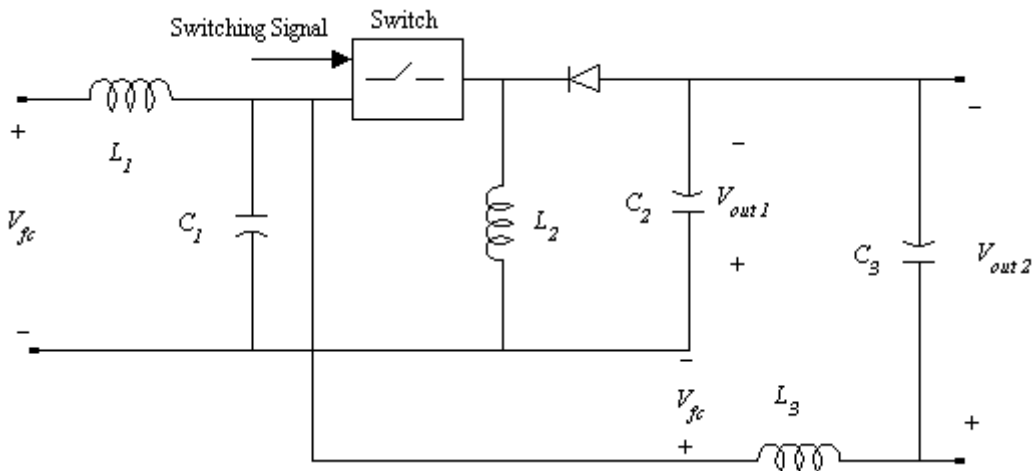 Switching Signal
Switch
+
L1
Vfc
C1
L2
C2
−
Vout 1
+
−
C3
Vout 2
−
−
Vfc
+
L3
+